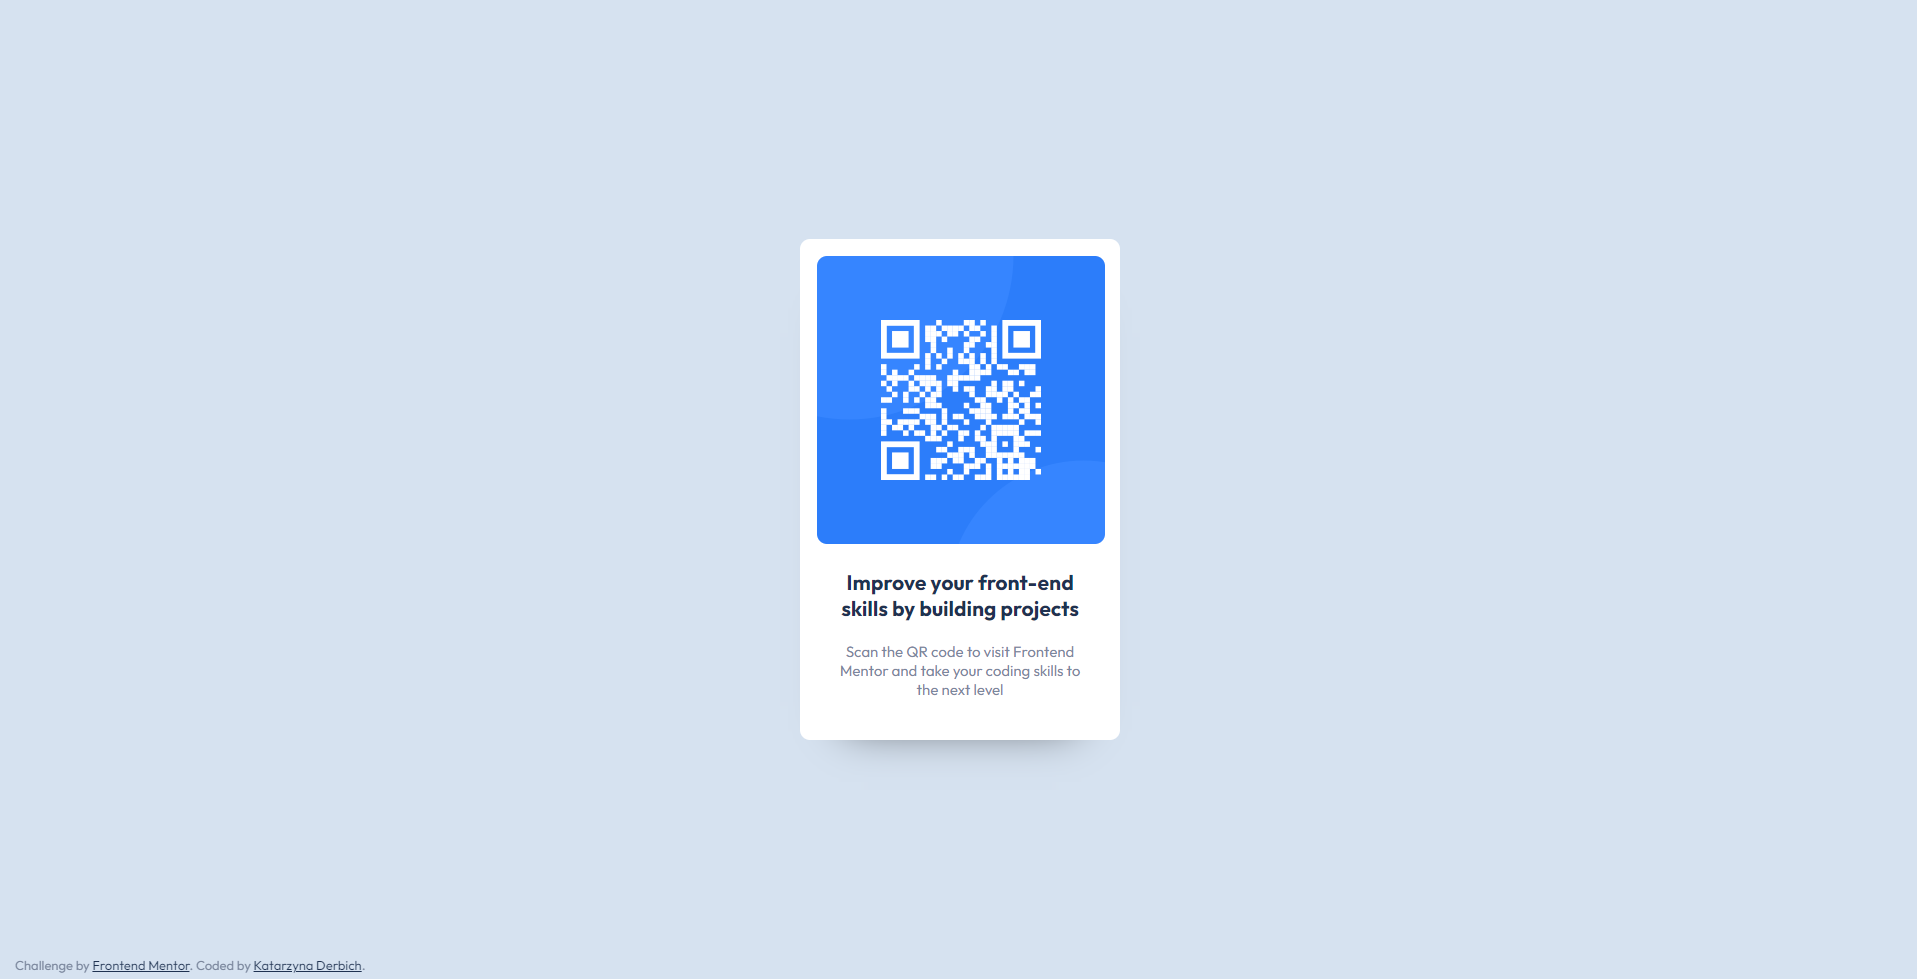 Improve your front-end
skills by building projects
Scan the QR code to visit Frontend
Mentor and take your coding skills to
the next level
Challenge by Frontend Mentor. Coded by Katarzyna Derbich.